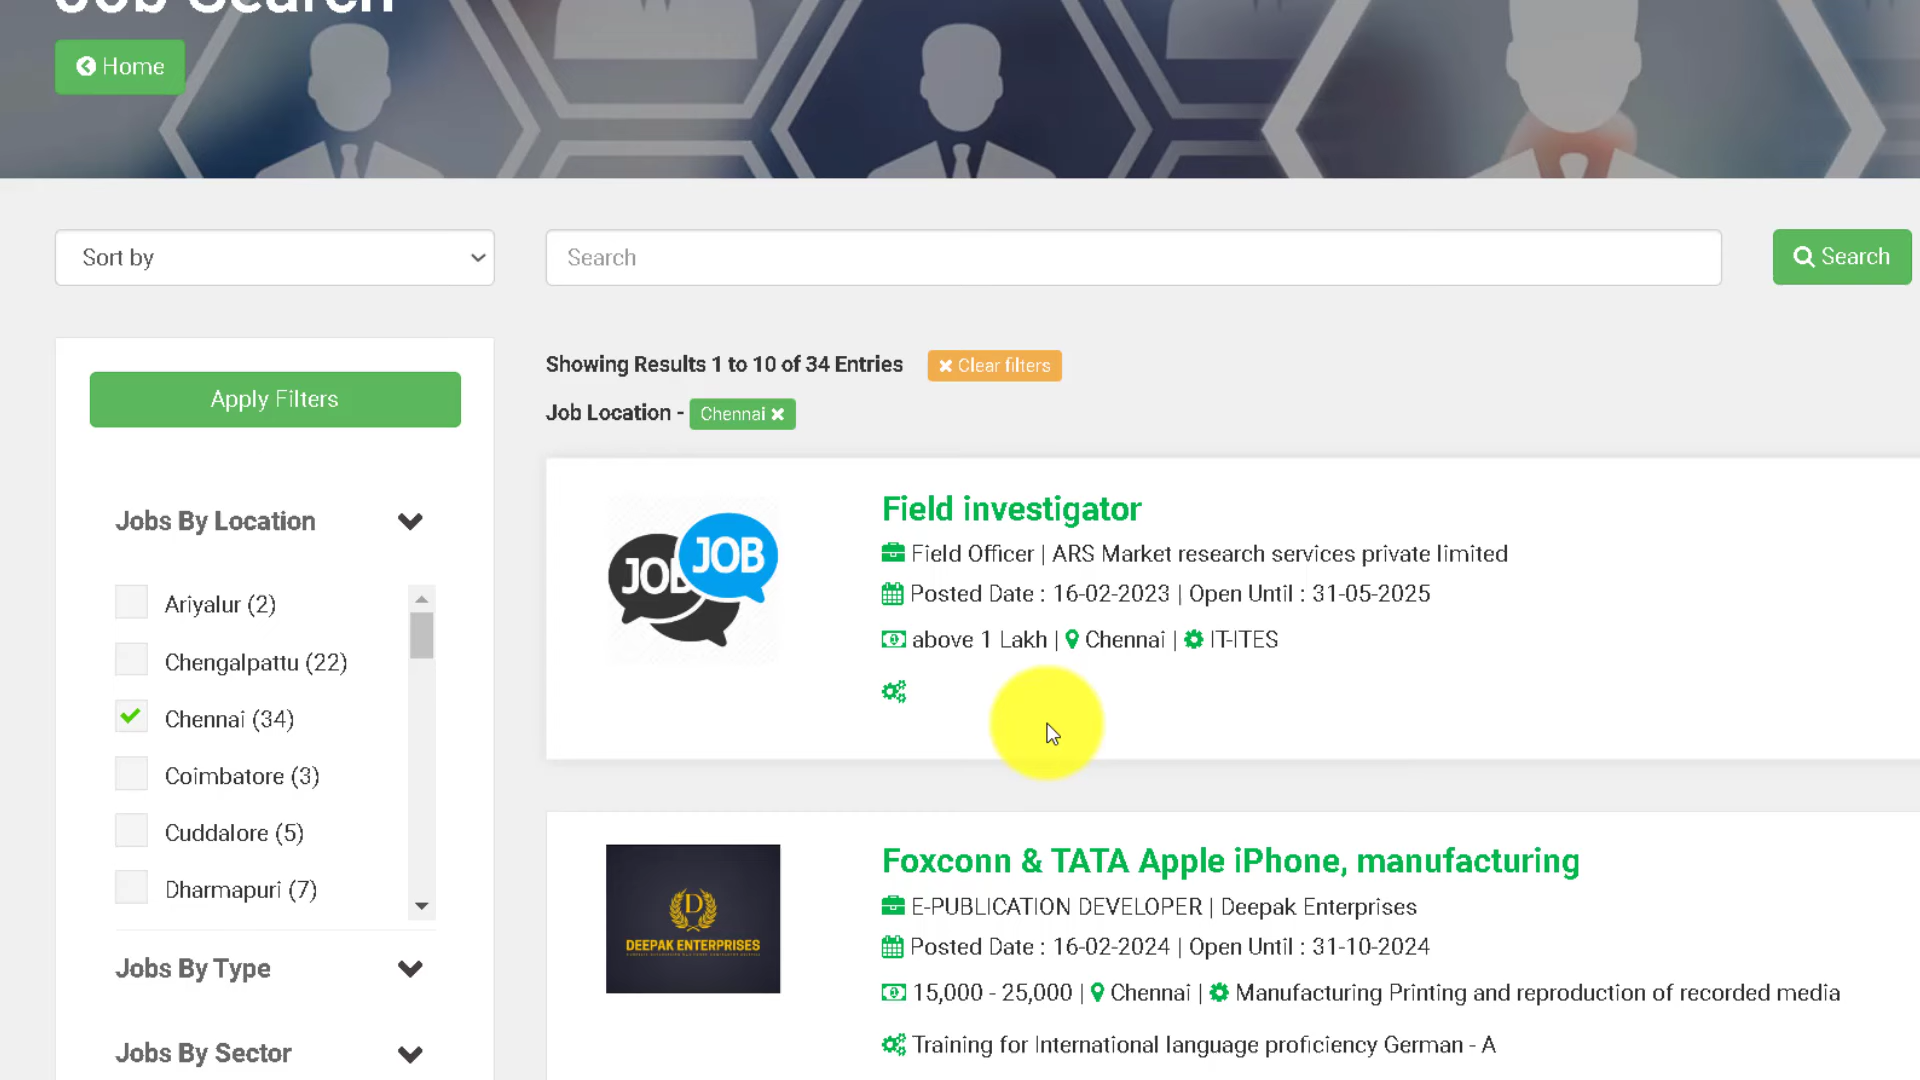 Job Search
Home
Sort by
Search
Search
Apply Filters
Jobs By Location
Ariyalur (2)
Chengalpattu (22)
Chennai (34)
Coimbatore (3)
Cuddalore (5)
Dharmapuri (7)
Jobs By Type
Jobs By Sector
Showing Results 1 to 10 of 34 Entries
Clear filters
Job Location - Chennai
JOB
JOB
Field investigator
Field Officer | ARS Market research services private limited
Posted Date : 16-02-2023 | Open Until : 31-05-2025
above 1 Lakh | Chennai | IT-ITES
D
DEEPAK ENTERPRISES
Foxconn & TATA Apple iPhone, manufacturing
E-PUBLICATION DEVELOPER | Deepak Enterprises
Posted Date : 16-02-2024 | Open Until : 31-10-2024
15,000 - 25,000 | Chennai | Manufacturing Printing and reproduction of recorded media
Training for International language proficiency German - A